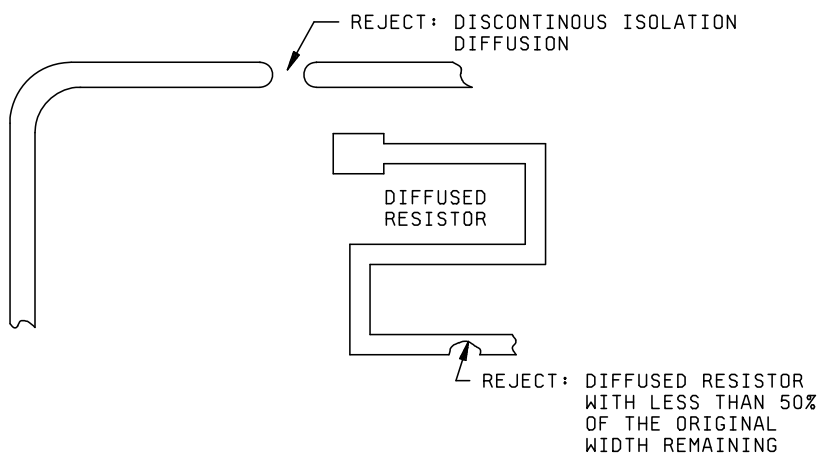 REJECT: DISCONTINOUS ISOLATION
DIFFUSION
DIFFUSED
RESISTOR
REJECT: DIFFUSED RESISTOR
WITH LESS THAN 50%
OF THE ORIGINAL
WIDTH REMAINING